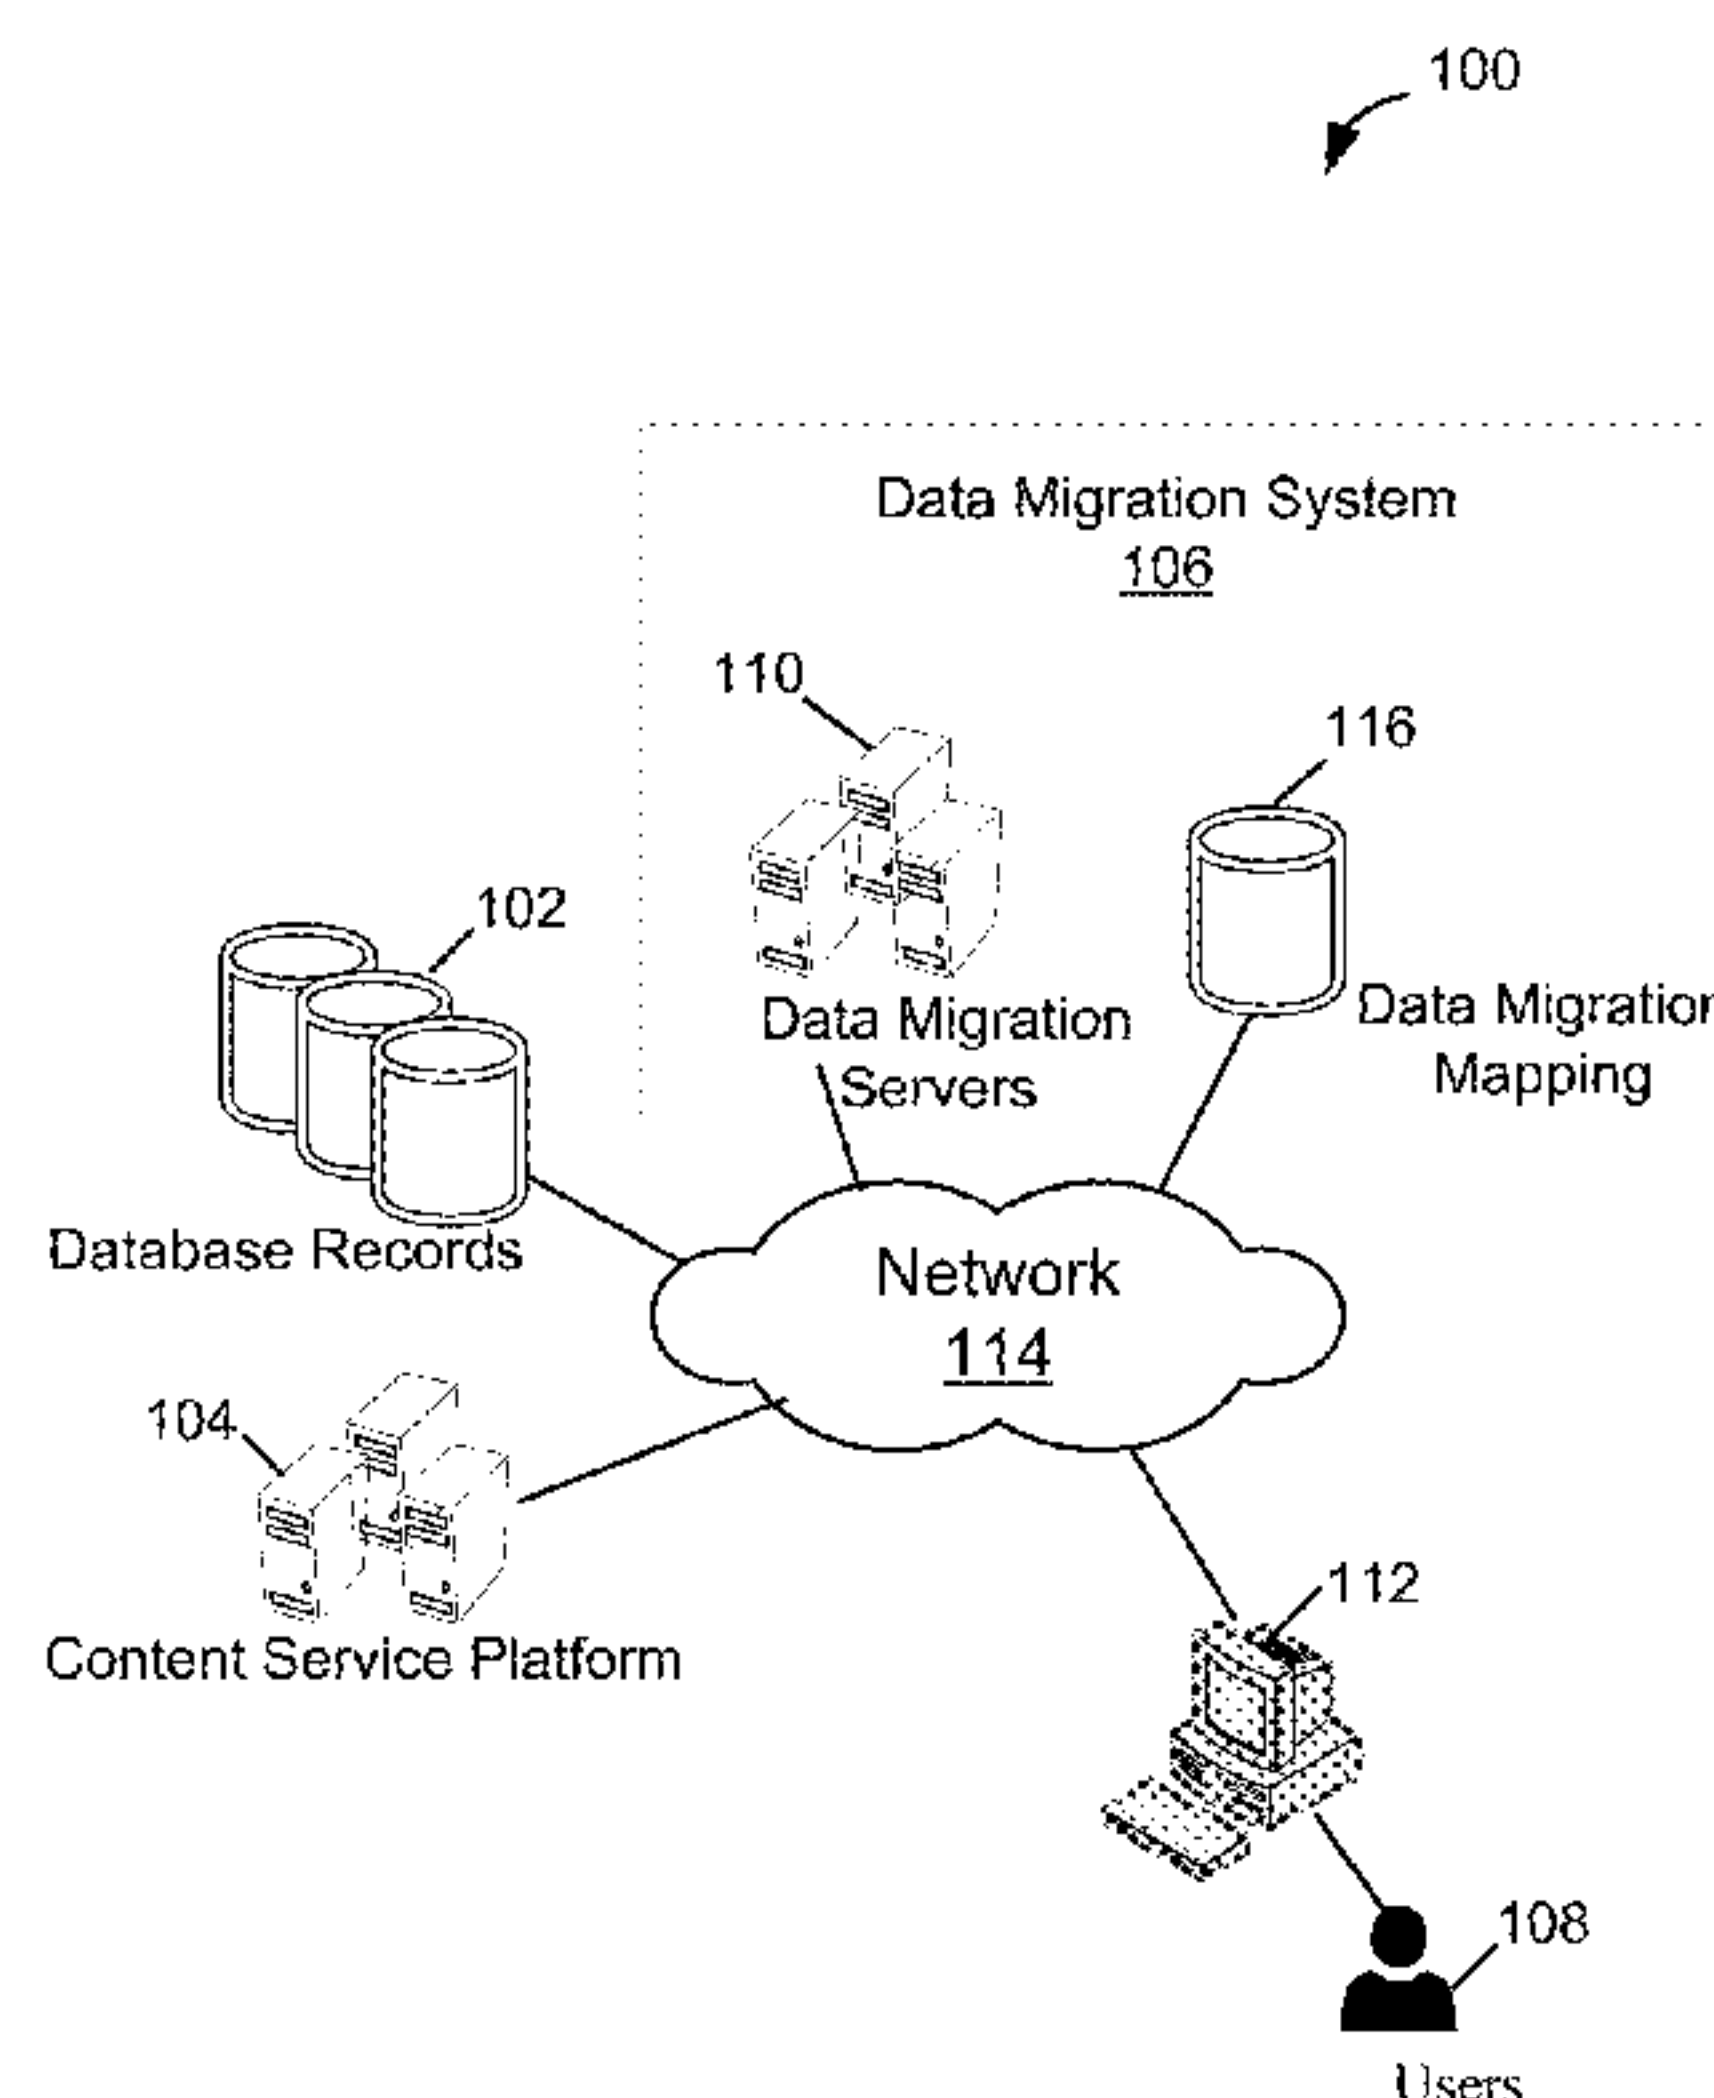 100
Data Migration System
106
110
116
102
Data Migration
Servers
Data Migration
Mapping
Database Records
Network
114
104
Content Service Platform
112
108
Users